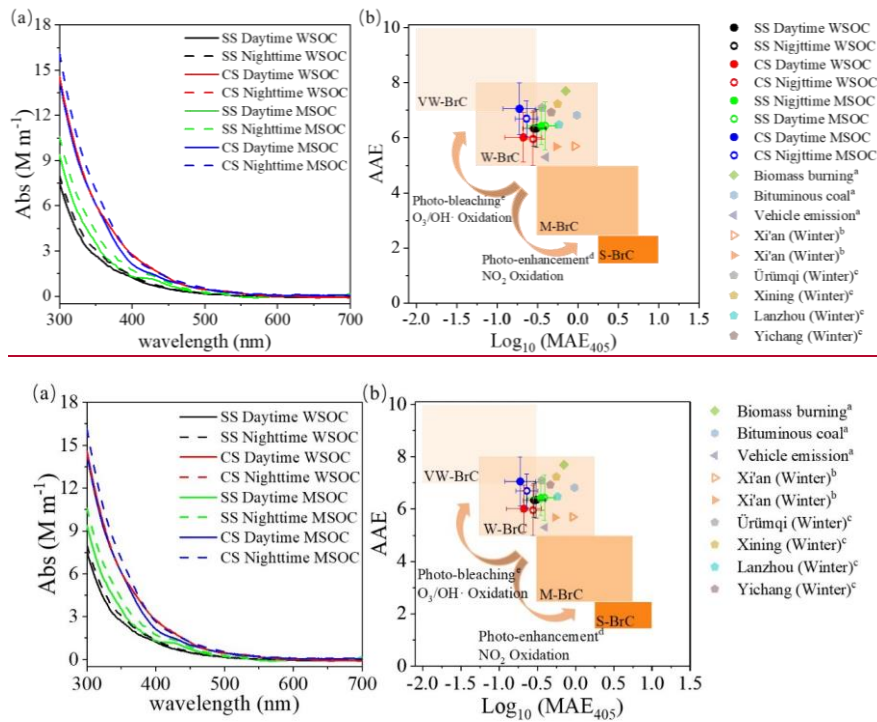 (a)
Abs (M m⁻¹)
18
15
12
9
6
3
0
SS Daytime WSOC
SS Nighttime WSOC
CS Daytime WSOC
CS Nighttime WSOC
SS Daytime MSOC
SS Nighttime MSOC
CS Daytime MSOC
CS Nighttime MSOC
300 400 500 600 700
wavelength (nm)
(b)
AAE
10
8
6
4
2
0
VW-BrC
W-BrC
Photo-bleaching
O₃/OH· Oxidation
M-BrC
S-BrC
Photo-enhancementᵈ
NO₂ Oxidation
-2.0 -1.5 -1.0 -0.5 0.0 0.5 1.0 1.5
Log₁₀ (MAE₄₀₅)
SS Daytime WSOC
SS Nigjttime WSOC
CS Daytime WSOC
CS Nigjttime WSOC
SS Nigjttime MSOC
SS Daytime MSOC
CS Daytime MSOC
CS Nigjttime MSOC
Biomass burningᵃ
Bituminous coalᵃ
Vehicle emissionᵃ
Xi'an (Winter)ᵇ
Xi'an (Winter)ᵇ
Ürümqi (Winter)ᶜ
Xining (Winter)ᶜ
Lanzhou (Winter)ᶜ
Yichang (Winter)ᶜ
(a)
Abs (M m⁻¹)
18
15
12
9
6
3
0
SS Daytime WSOC
SS Nighttime WSOC
CS Daytime WSOC
CS Nighttime WSOC
SS Daytime MSOC
SS Nighttime MSOC
CS Daytime MSOC
CS Nighttime MSOC
300 400 500 600 700
wavelength (nm)
(b)
AAE
10
8
6
4
2
0
VW-BrC
W-BrC
Photo-bleaching
O₃/OH· Oxidation
M-BrC
S-BrC
Photo-enhancementᵈ
NO₂ Oxidation
-2.0 -1.5 -1.0 -0.5 0.0 0.5 1.0 1.5
Log₁₀ (MAE₄₀₅)
Biomass burningᵃ
Bituminous coalᵃ
Vehicle emissionᵃ
Xi'an (Winter)ᵇ
Xi'an (Winter)ᵇ
Ürümqi (Winter)ᶜ
Xining (Winter)ᶜ
Lanzhou (Winter)ᶜ
Yichang (Winter)ᶜ